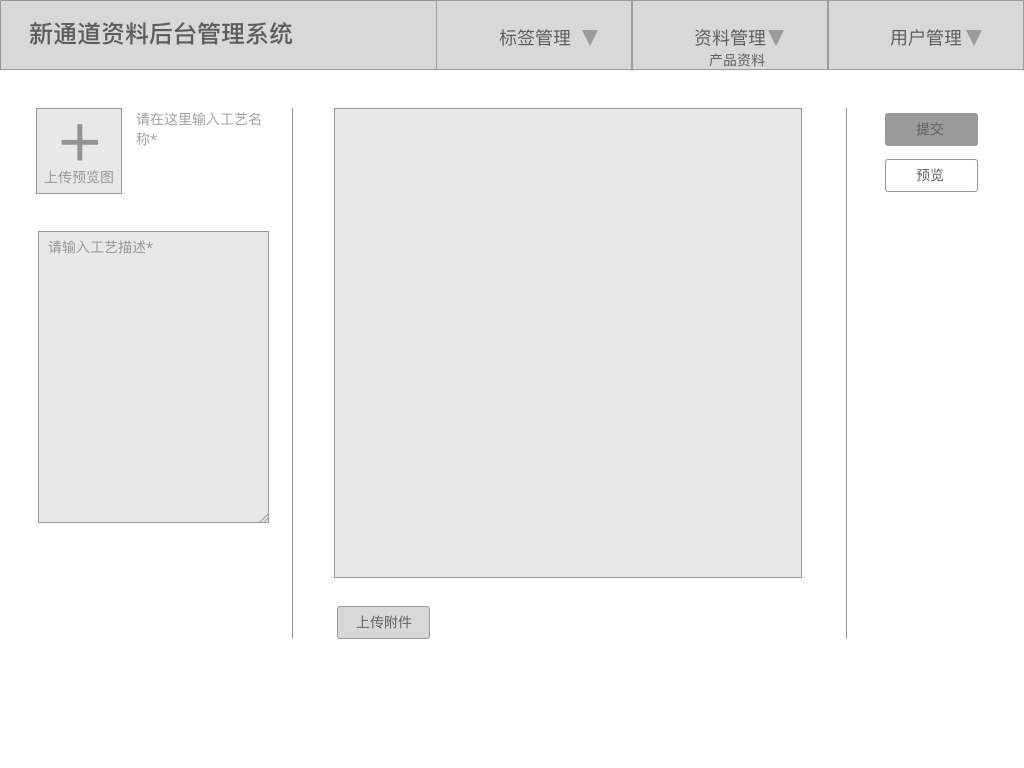 新通道资料后台管理系统
标签管理
资料管理
产品资料
用户管理
上传预览图
请在这里输入工艺名
称*
请输入工艺描述*
上传附件
提交
预览